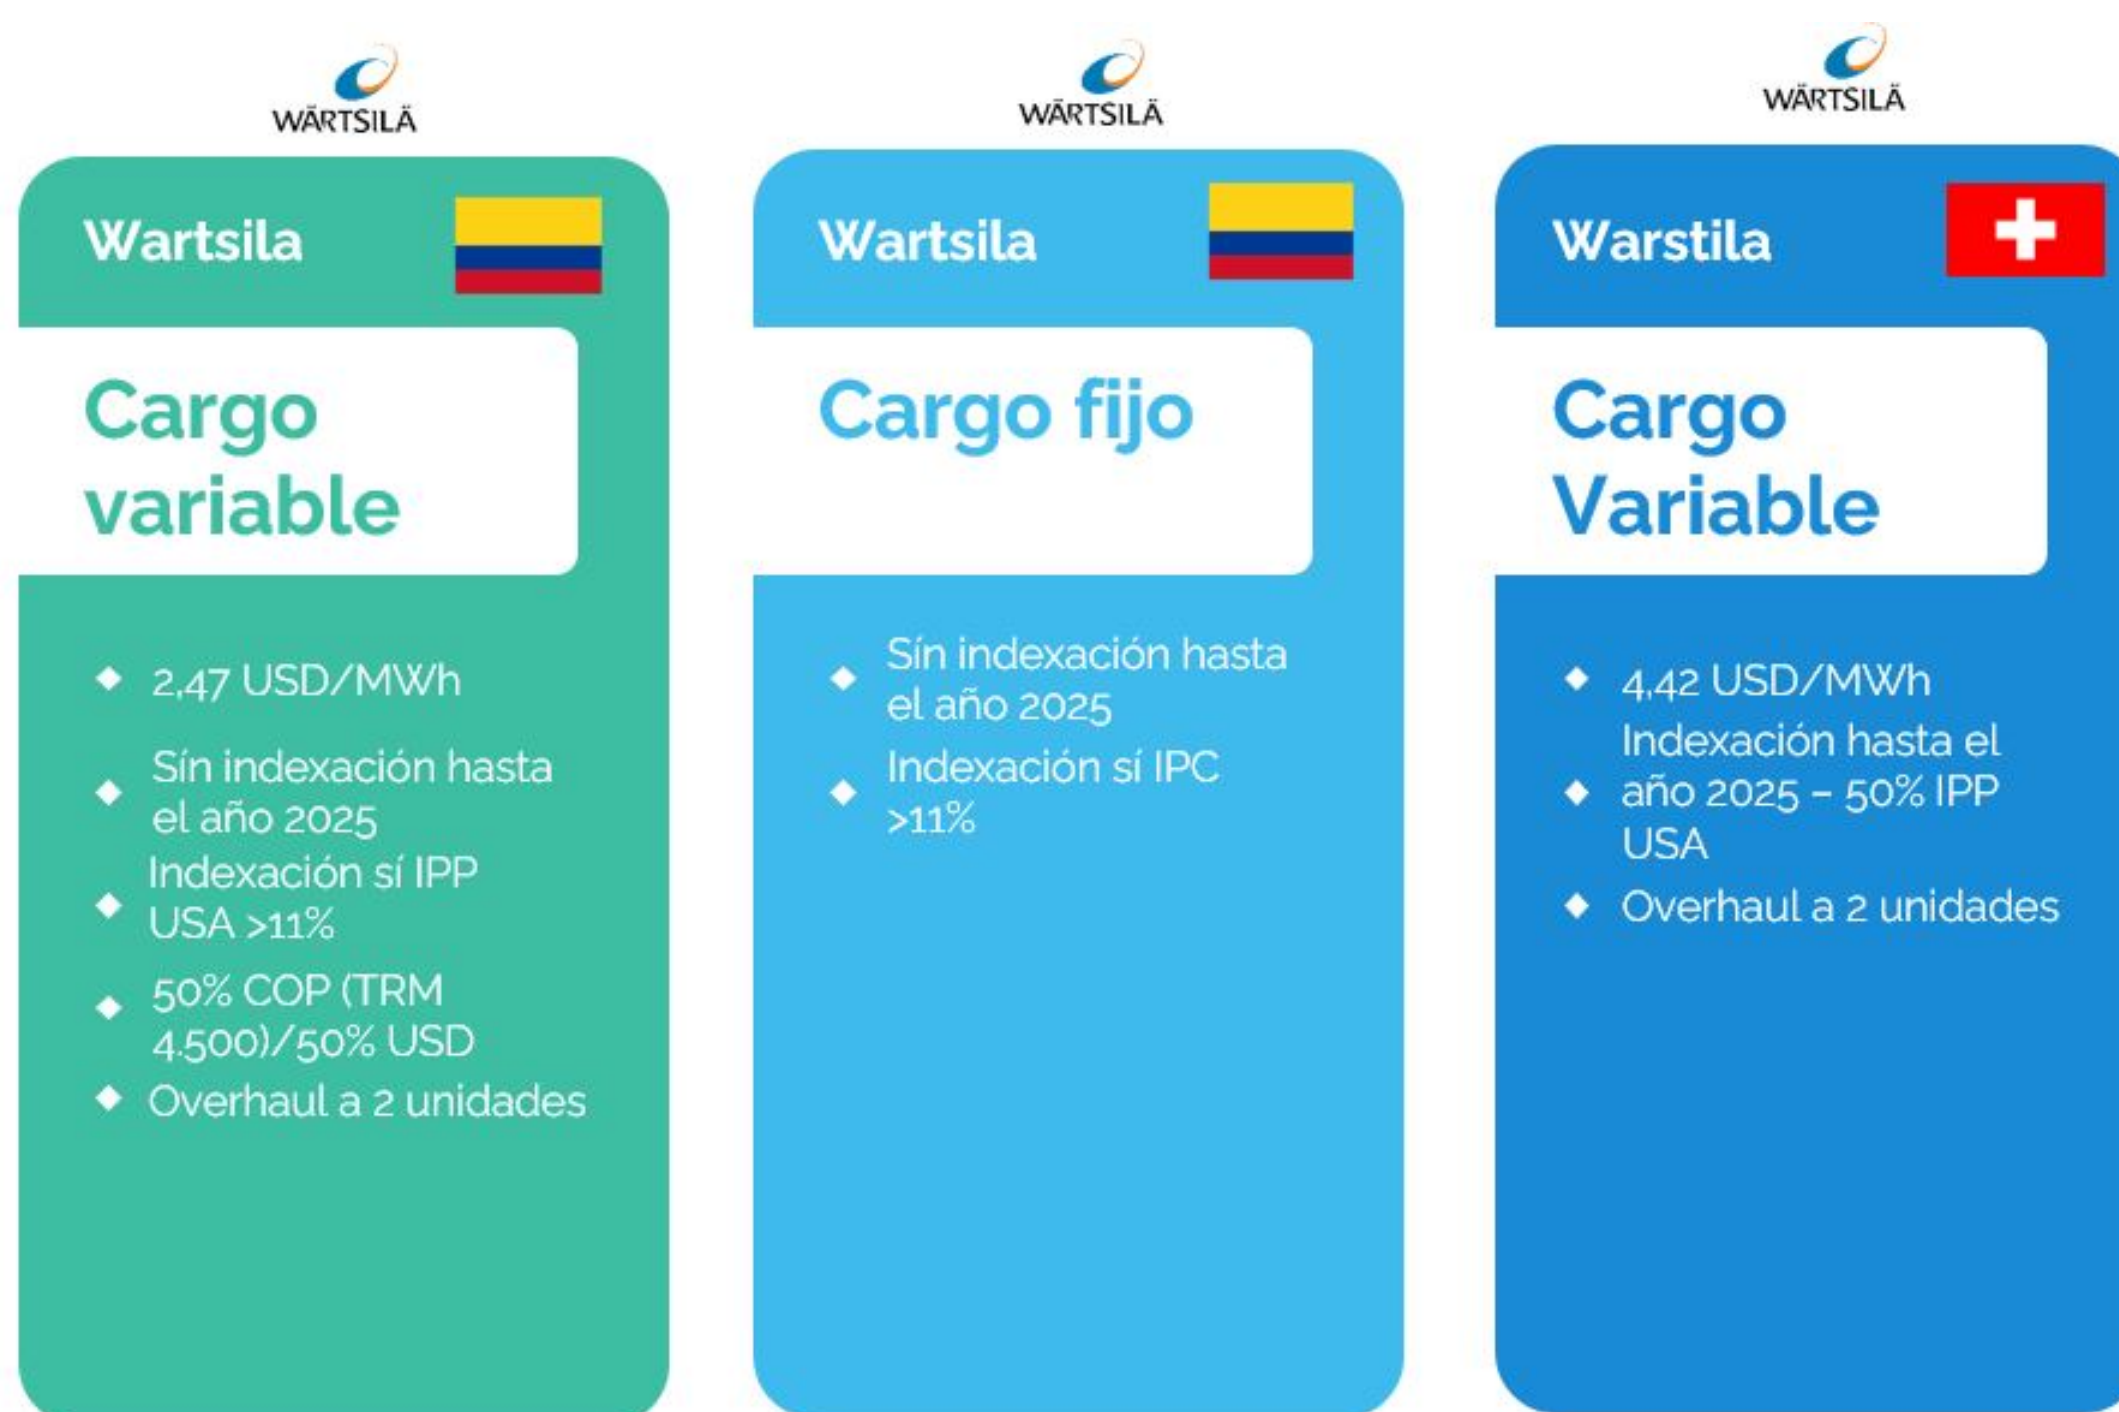 WÄRTSILÄ
Wartsila
Cargo
variable
2,47 USD/MWh
Sín indexación hasta
el año 2025
Indexación sí IPP
USA >11%
50% COP (TRM
4.500)/50% USD
Overhaul a 2 unidades
WÄRTSILÄ
Wartsila
Cargo fijo
Sín indexación hasta
el año 2025
Indexación sí IPC
>11%
WÄRTSILÄ
Warstila
Cargo
Variable
4,42 USD/MWh
Indexación hasta el
año 2025 – 50% IPP
USA
Overhaul a 2 unidades